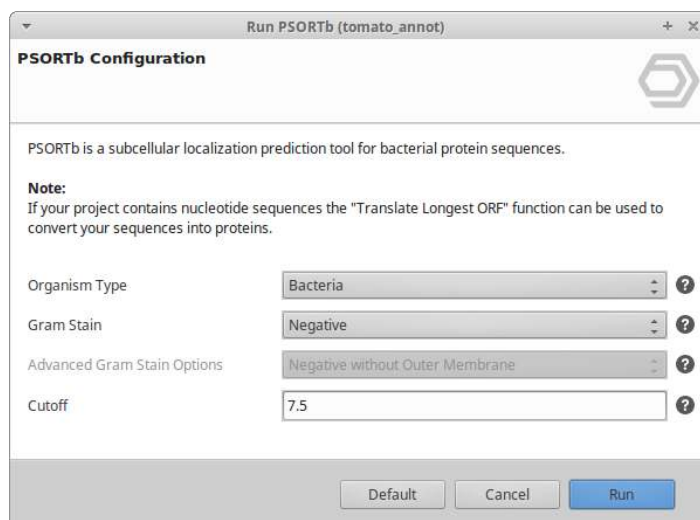 Run PSORTb (tomato_annot)
PSORTb Configuration
PSORTb is a subcellular localization prediction tool for bacterial protein sequences.
Note:
If your project contains nucleotide sequences the "Translate Longest ORF" function can be used to
convert your sequences into proteins.
Organism Type Bacteria
Gram Stain Negative
Advanced Gram Stain Options Negative without Outer Membrane
Cutoff 7.5
Default Cancel Run